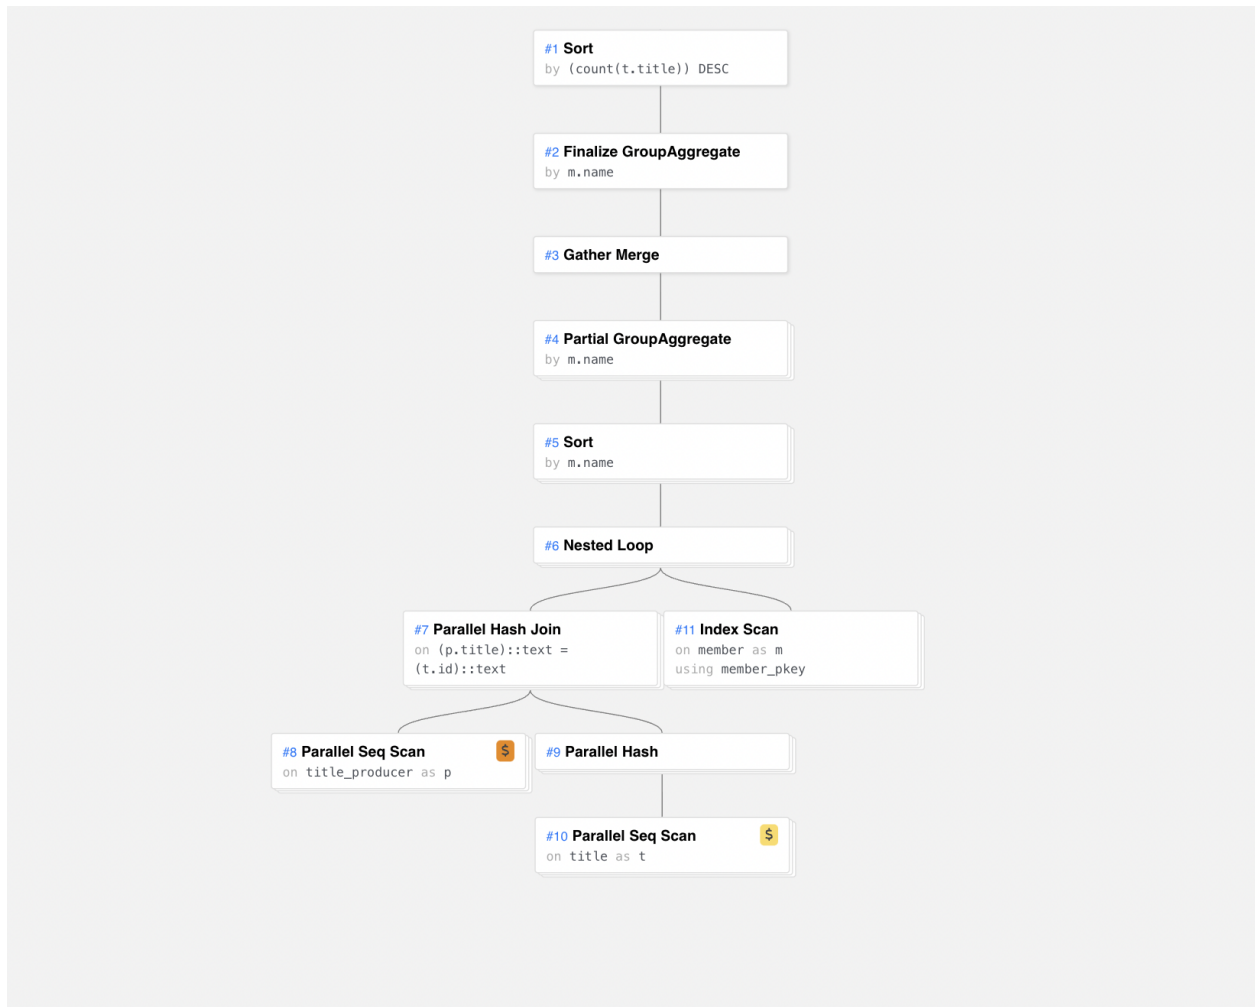 #1 Sort
by (count(t.title)) DESC
#2 Finalize GroupAggregate
by m.name
#3 Gather Merge
#4 Partial GroupAggregate
by m.name
#5 Sort
by m.name
#6 Nested Loop
#7 Parallel Hash Join
on (p.title)::text =
(t.id)::text
#11 Index Scan
on member as m
using member_pkey
#8 Parallel Seq Scan $
on title_producer as p
#9 Parallel Hash
#10 Parallel Seq Scan $
on title as t